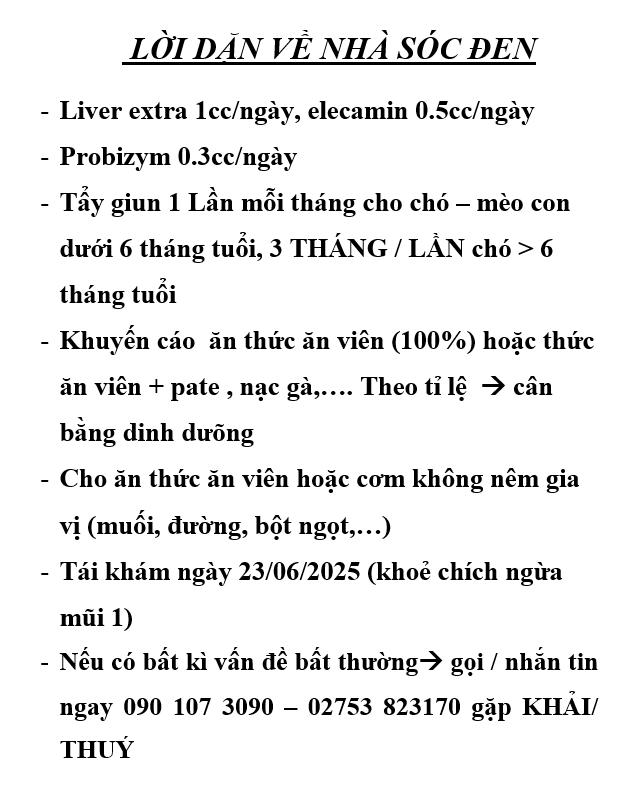 LỜI DẶN VỀ NHÀ SÓC ĐEN
- Liver extra 1cc/ngày, elecamin 0.5cc/ngày
- Probizym 0.3cc/ngày
- Tẩy giun 1 Lần mỗi tháng cho chó – mèo con
dưới 6 tháng tuổi, 3 THÁNG / LẦN chó > 6
tháng tuổi
- Khuyến cáo  ăn thức ăn viên (100%) hoặc thức
ăn viên + pate , nạc gà,…. Theo tỉ lệ  → cân
bằng dinh dưõng
- Cho ăn thức ăn viên hoặc cơm không nêm gia
vị (muối, đường, bột ngọt,…)
- Tái khám ngày 23/06/2025 (khoẻ chích ngừa
mũi 1)
- Nếu có bất kì vấn đề bất thường→ gọi / nhắn tin
ngay 090 107 3090 – 02753 823170 gặp KHẢI/
THUÝ